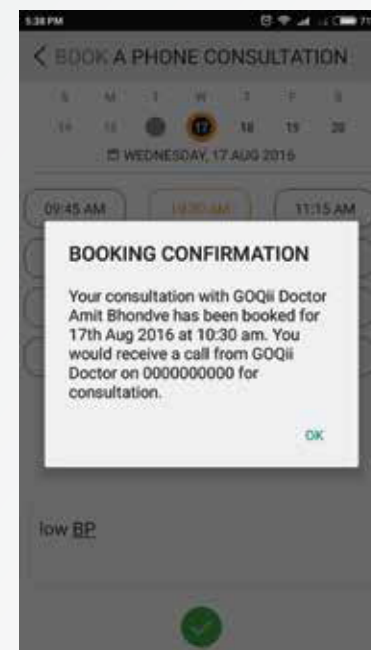 5:38 PM
BOOK A PHONE CONSULTATION
S M T W T F S
14 17 18 19 20
WEDNESDAY, 17 AUG 2016
09:45 AM 10:30 AM 11:15 AM
BOOKING CONFIRMATION
Your consultation with GOQii Doctor
Amit Bhondve has been booked for
17th Aug 2016 at 10:30 am. You
would receive a call from GOQii
Doctor on 0000000000 for
consultation.
OK
low BP